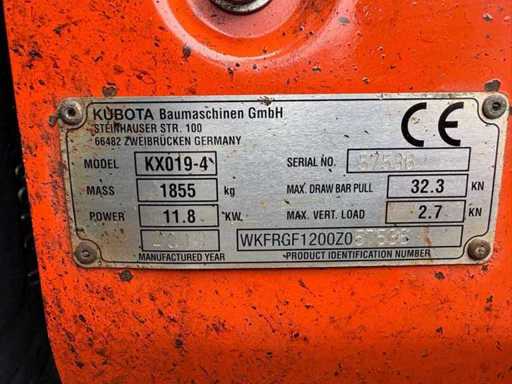 KUBOTA Baumaschinen GmbH
STEINHAUSER STR. 100
66482 ZWEIBRÜCKEN GERMANY
CE
MODEL KX019-4 SERIAL NO.
MASS 1855 kg MAX. DRAW BAR PULL 32.3 KN
POWER 11.8 KW MAX. VERT. LOAD 2.7 KN
WKFRGF1200Z0
MANUFACTURED YEAR PRODUCT IDENTIFICATION NUMBER